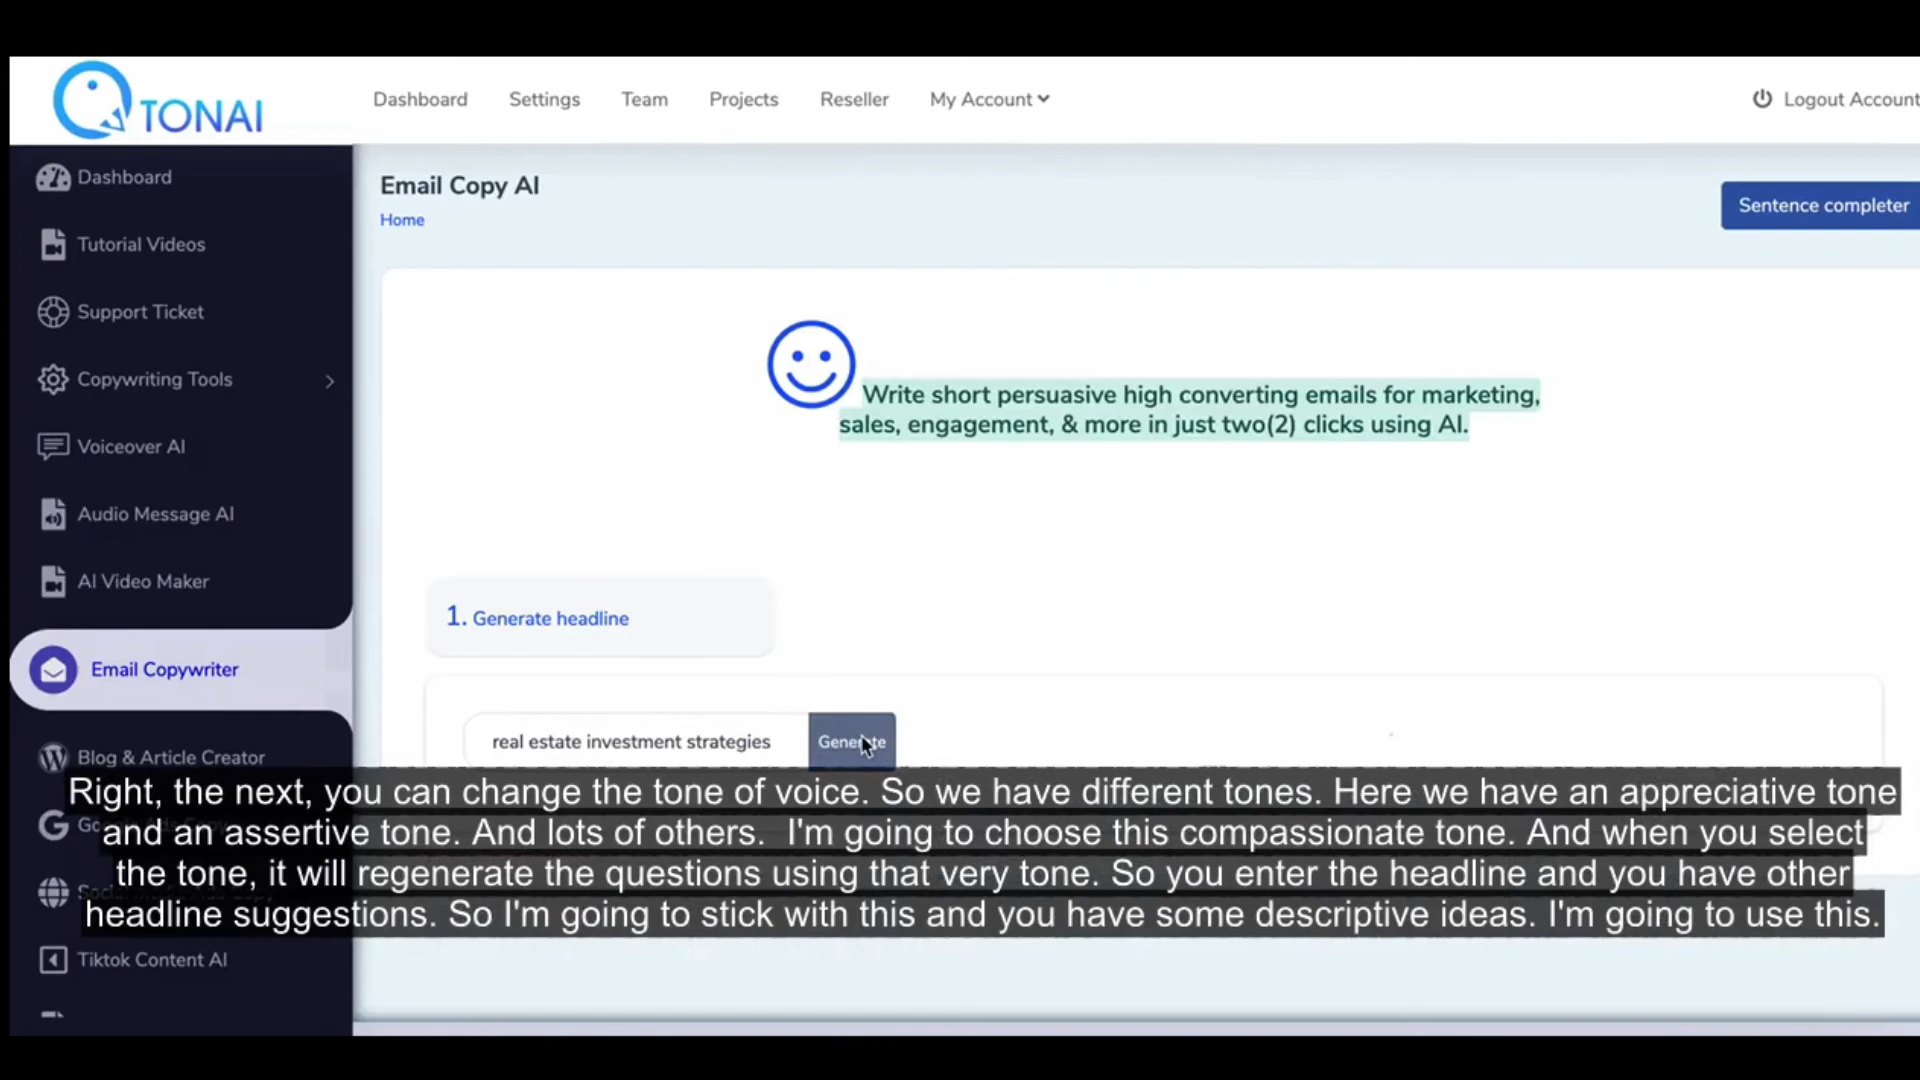 TONAI
Dashboard
Settings
Team
Projects
Reseller
My Account
Logout Account
Dashboard
Tutorial Videos
Support Ticket
Copywriting Tools
Voiceover AI
Audio Message AI
AI Video Maker
Email Copywriter
Blog & Article Creator
Tiktok Content AI
Email Copy AI
Home
Sentence completer
Write short persuasive high converting emails for marketing,
sales, engagement, & more in just two(2) clicks using AI.
1. Generate headline
real estate investment strategies
Generate
Right, the next, you can change the tone of voice. So we have different tones. Here we have an appreciative tone
and an assertive tone. And lots of others. I'm going to choose this compassionate tone. And when you select
the tone, it will regenerate the questions using that very tone. So you enter the headline and you have other
headline suggestions. So I'm going to stick with this and you have some descriptive ideas. I'm going to use this.